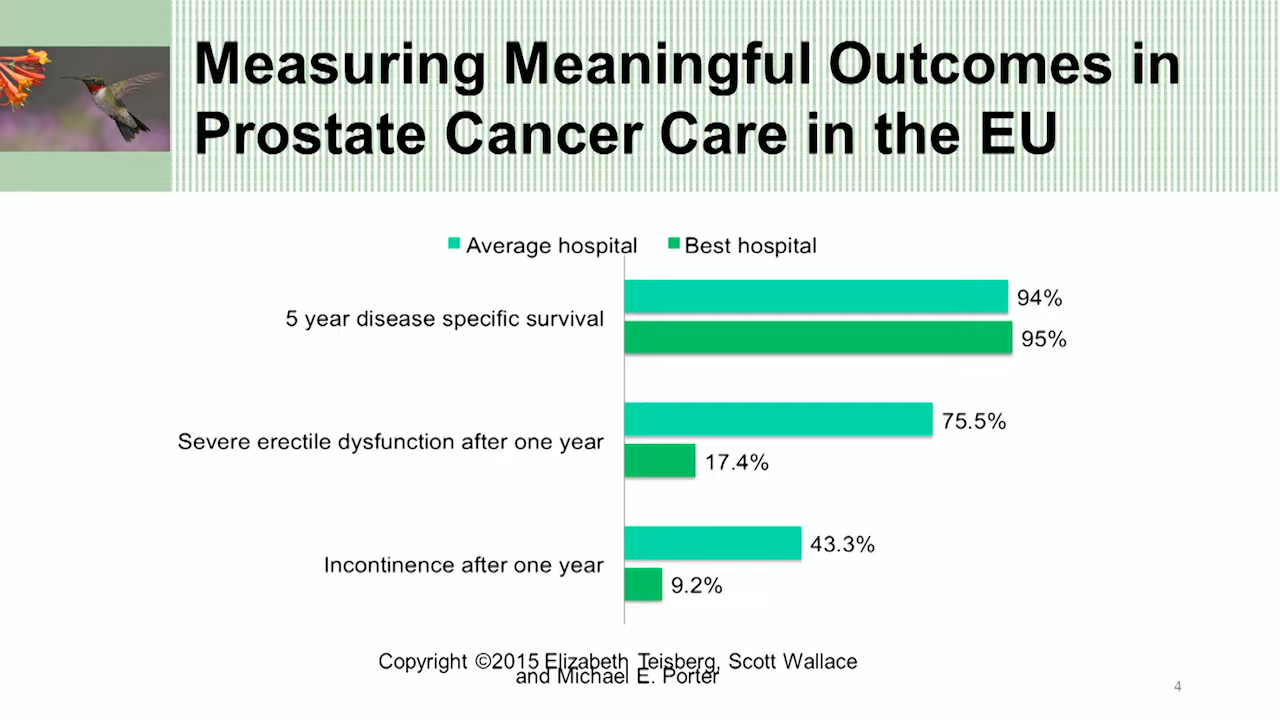 Measuring Meaningful Outcomes in
Prostate Cancer Care in the EU
Average hospital Best hospital
5 year disease specific survival
94%
95%
Severe erectile dysfunction after one year
75.5%
17.4%
Incontinence after one year
43.3%
9.2%
Copyright ©2015 Elizabeth Teisberg, Scott Wallace
and Michael E. Porter
4